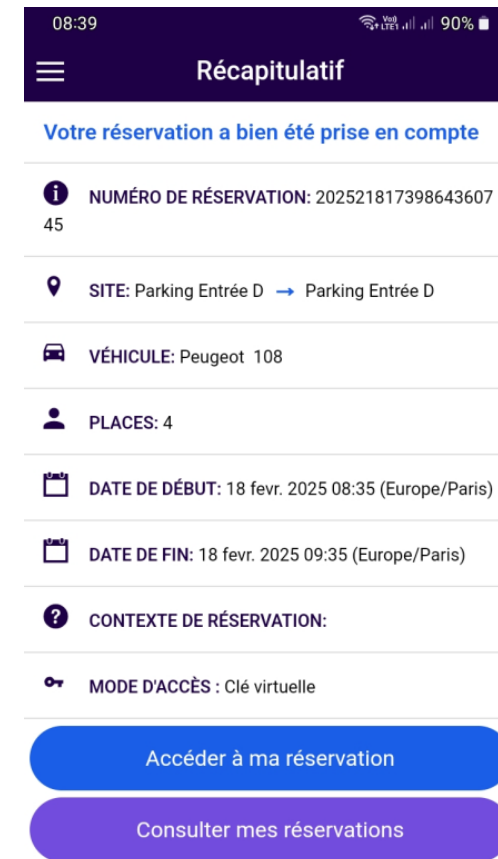 08:39
Vo) LTE1 90%
Récapitulatif
Votre réservation a bien été prise en compte
NUMÉRO DE RÉSERVATION: 202521817398643607
45
SITE: Parking Entrée D → Parking Entrée D
VÉHICULE: Peugeot 108
PLACES: 4
DATE DE DÉBUT: 18 fevr. 2025 08:35 (Europe/Paris)
DATE DE FIN: 18 fevr. 2025 09:35 (Europe/Paris)
CONTEXTE DE RÉSERVATION:
MODE D'ACCÈS : Clé virtuelle
Accéder à ma réservation
Consulter mes réservations